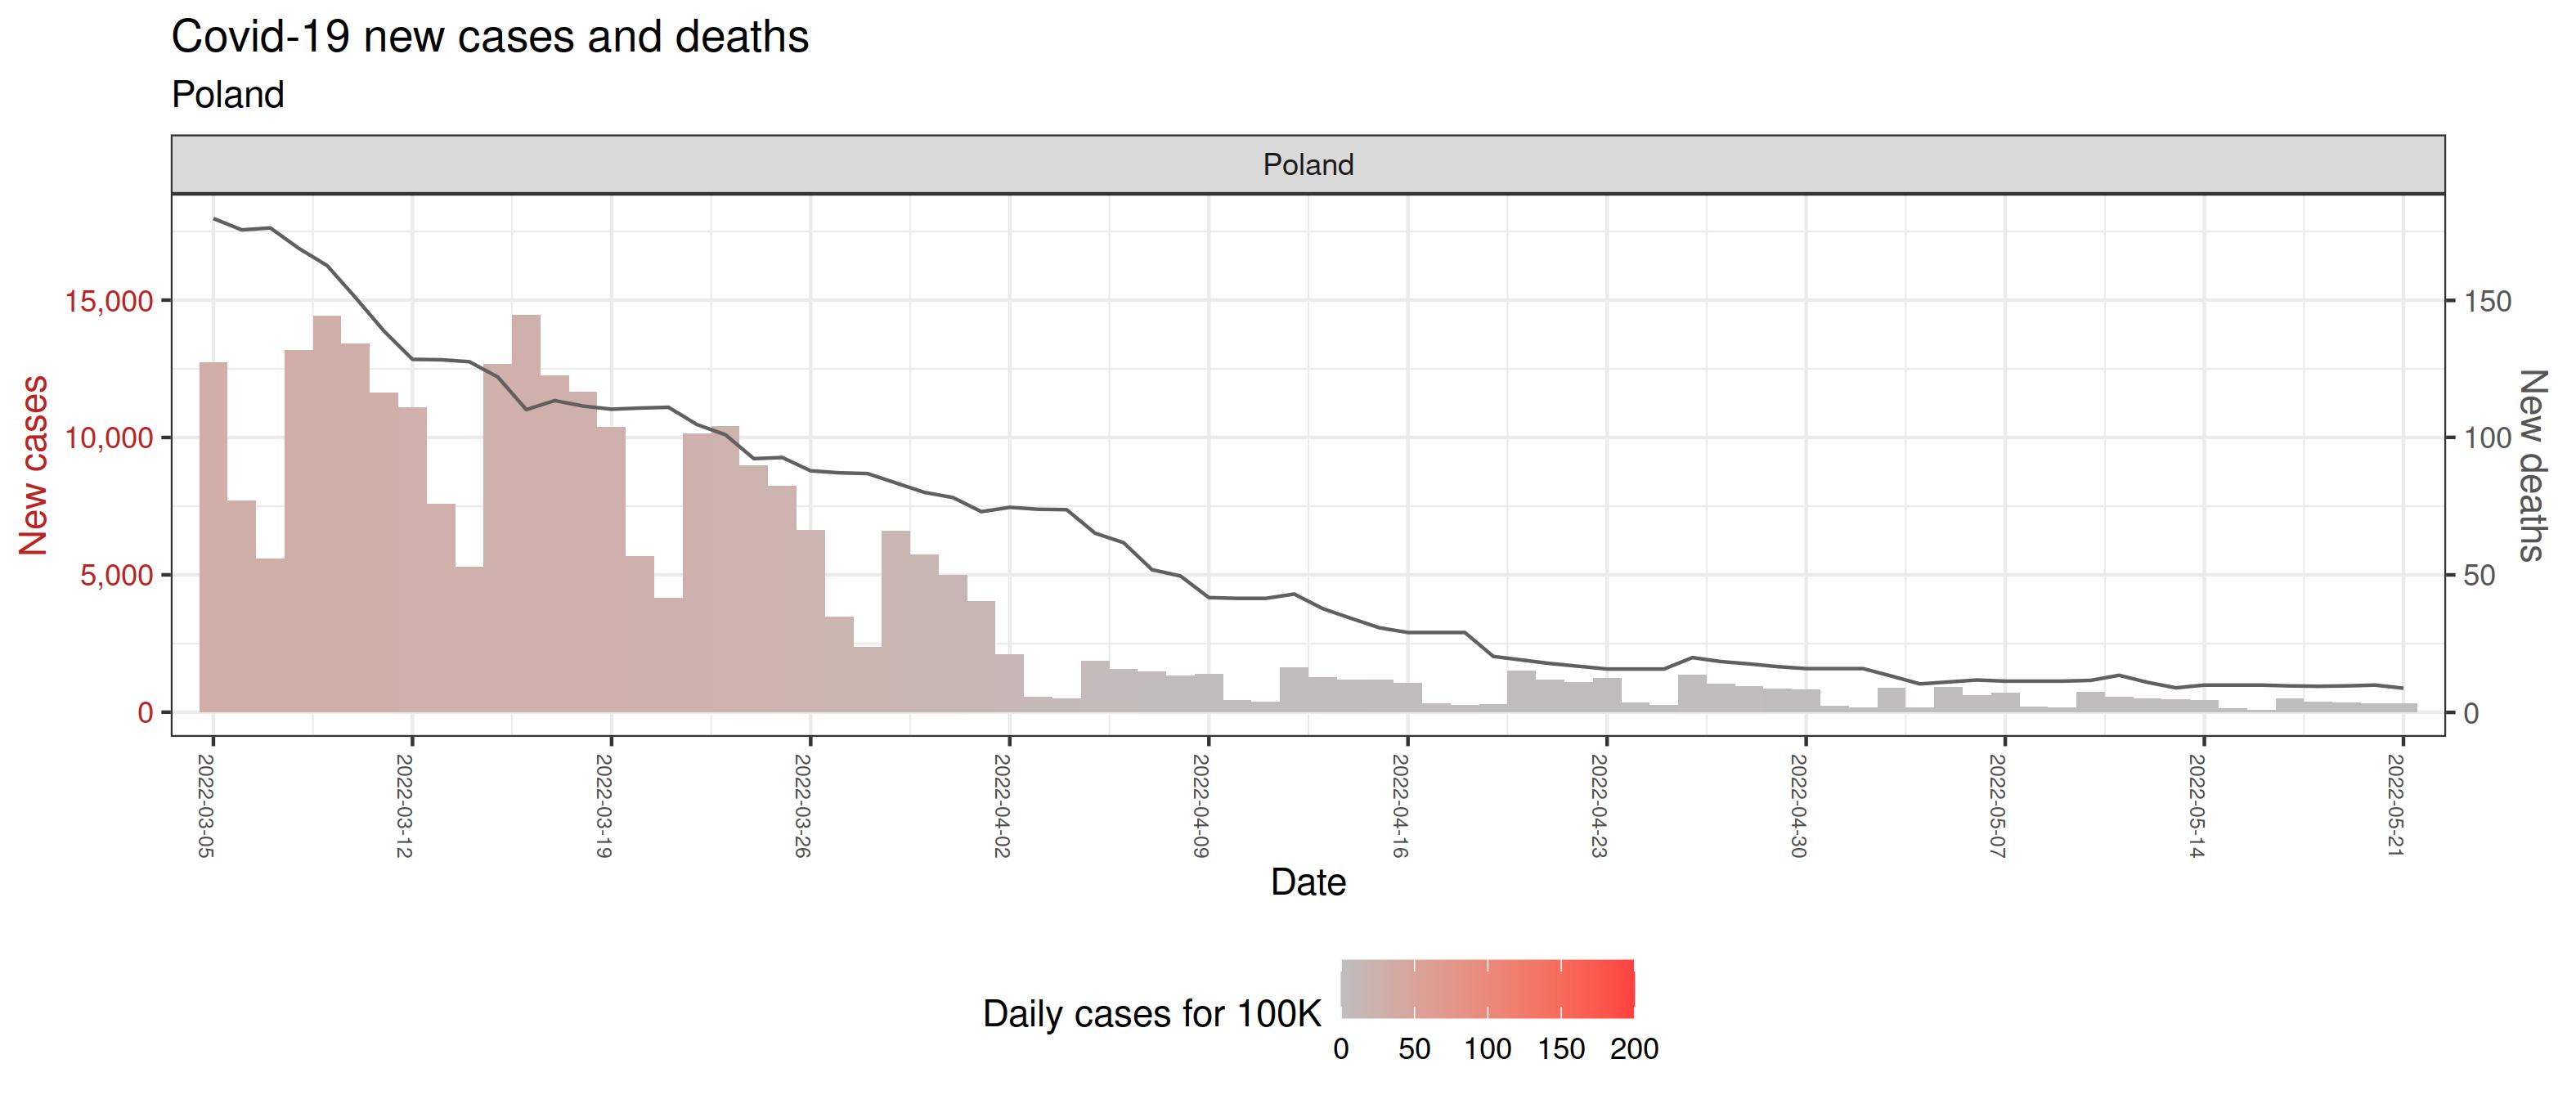 Covid-19 new cases and deaths
Poland
Poland
New cases
15,000
10,000
5,000
0
150
100
50
0
New deaths
2022-03-05
2022-03-12
2022-03-19
2022-03-26
2022-04-02
2022-04-09
2022-04-16
2022-04-23
2022-04-30
2022-05-07
2022-05-14
2022-05-21
Date
Daily cases for 100K
0 50 100 150 200